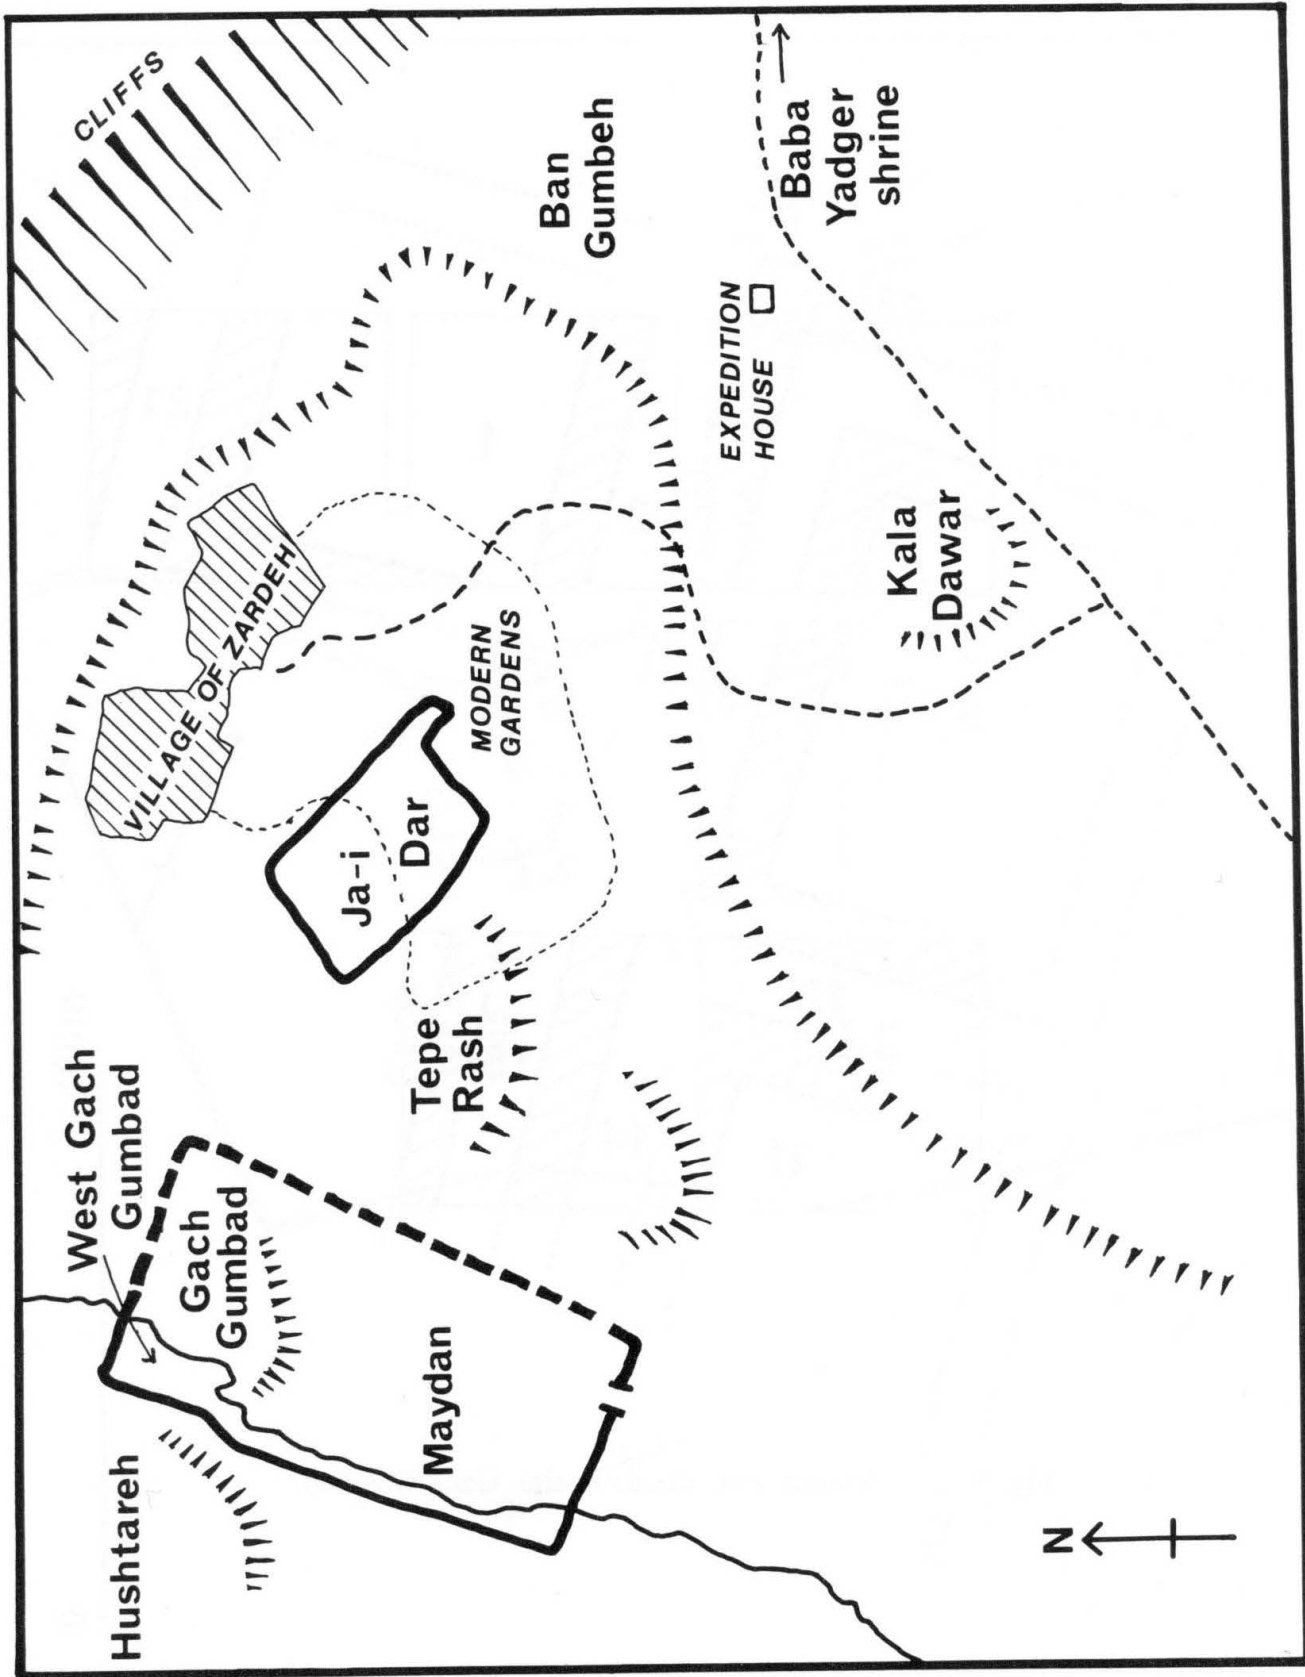 CLIFFS
Hushtareh
West Gach
Gumbad
Gach
Gumbad
Maydan
VILLAGE OF ZARDEH
Ja-i
Dar
Tepe
Rash
MODERN
GARDENS
Ban
Gumbeh
EXPEDITION
HOUSE
Baba
Yadger
shrine
Kala
Dawar
N